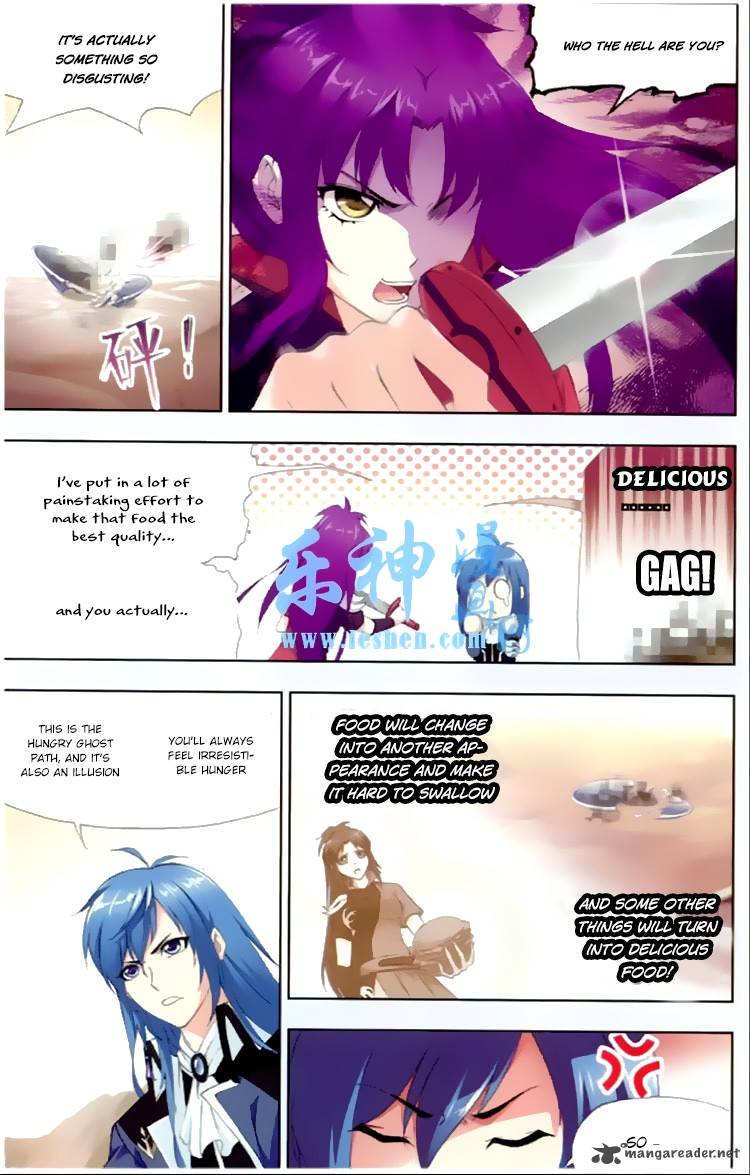 IT'S ACTUALLY
SOMETHING SO
DISGUSTING!
WHO THE HELL ARE YOU?
砰!
I've put in a lot of
painstaking effort to
make that food the
best quality...
and you actually...
DELICIOUS
......
GAG!
乐神漫画
www.leshen.com
THIS IS THE
HUNGRY GHOST
PATH, AND IT'S
ALSO AN ILLUSION
YOU'LL ALWAYS
FEEL IRRESISTI-
BLE HUNGER
FOOD WILL CHANGE
INTO ANOTHER AP-
PEARANCE AND MAKE
IT HARD TO SWALLOW
AND SOME OTHER
THINGS WILL TURN
INTO DELICIOUS
FOOD!
SO -
mangareader.net